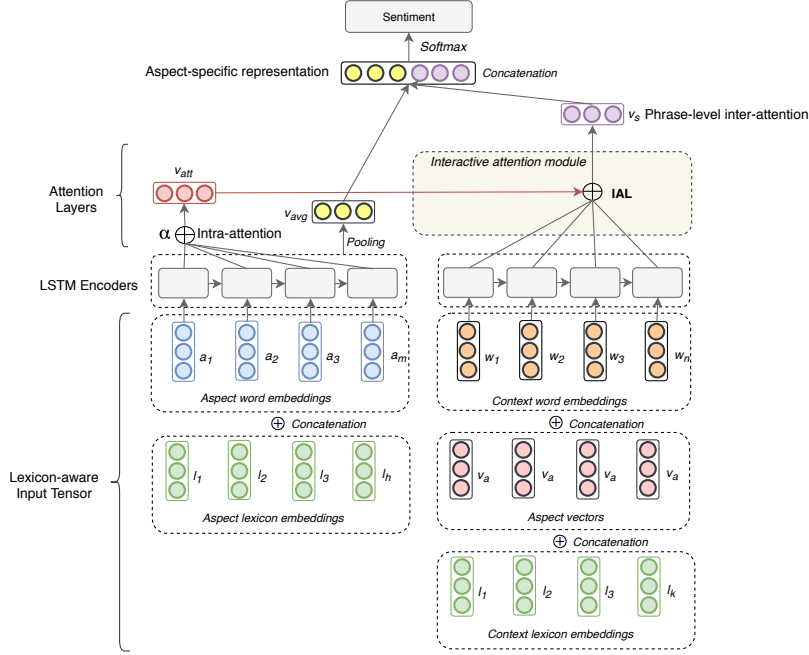 Sentiment
Softmax
Aspect-specific representation
Concatenation
v_s Phrase-level inter-attention
Interactive attention module
v_att
IAL
Attention
Layers
v_avg
α Intra-attention
Pooling
LSTM Encoders
a_1 a_2 a_3 a_m
w_1 w_2 w_3 w_n
Aspect word embeddings
Context word embeddings
⊕ Concatenation
⊕ Concatenation
Lexicon-aware
Input Tensor
l_1 l_2 l_3 l_h
v_a v_a v_a v_a
Aspect lexicon embeddings
Aspect vectors
⊕ Concatenation
l_1 l_2 l_3 l_k
Context lexicon embeddings